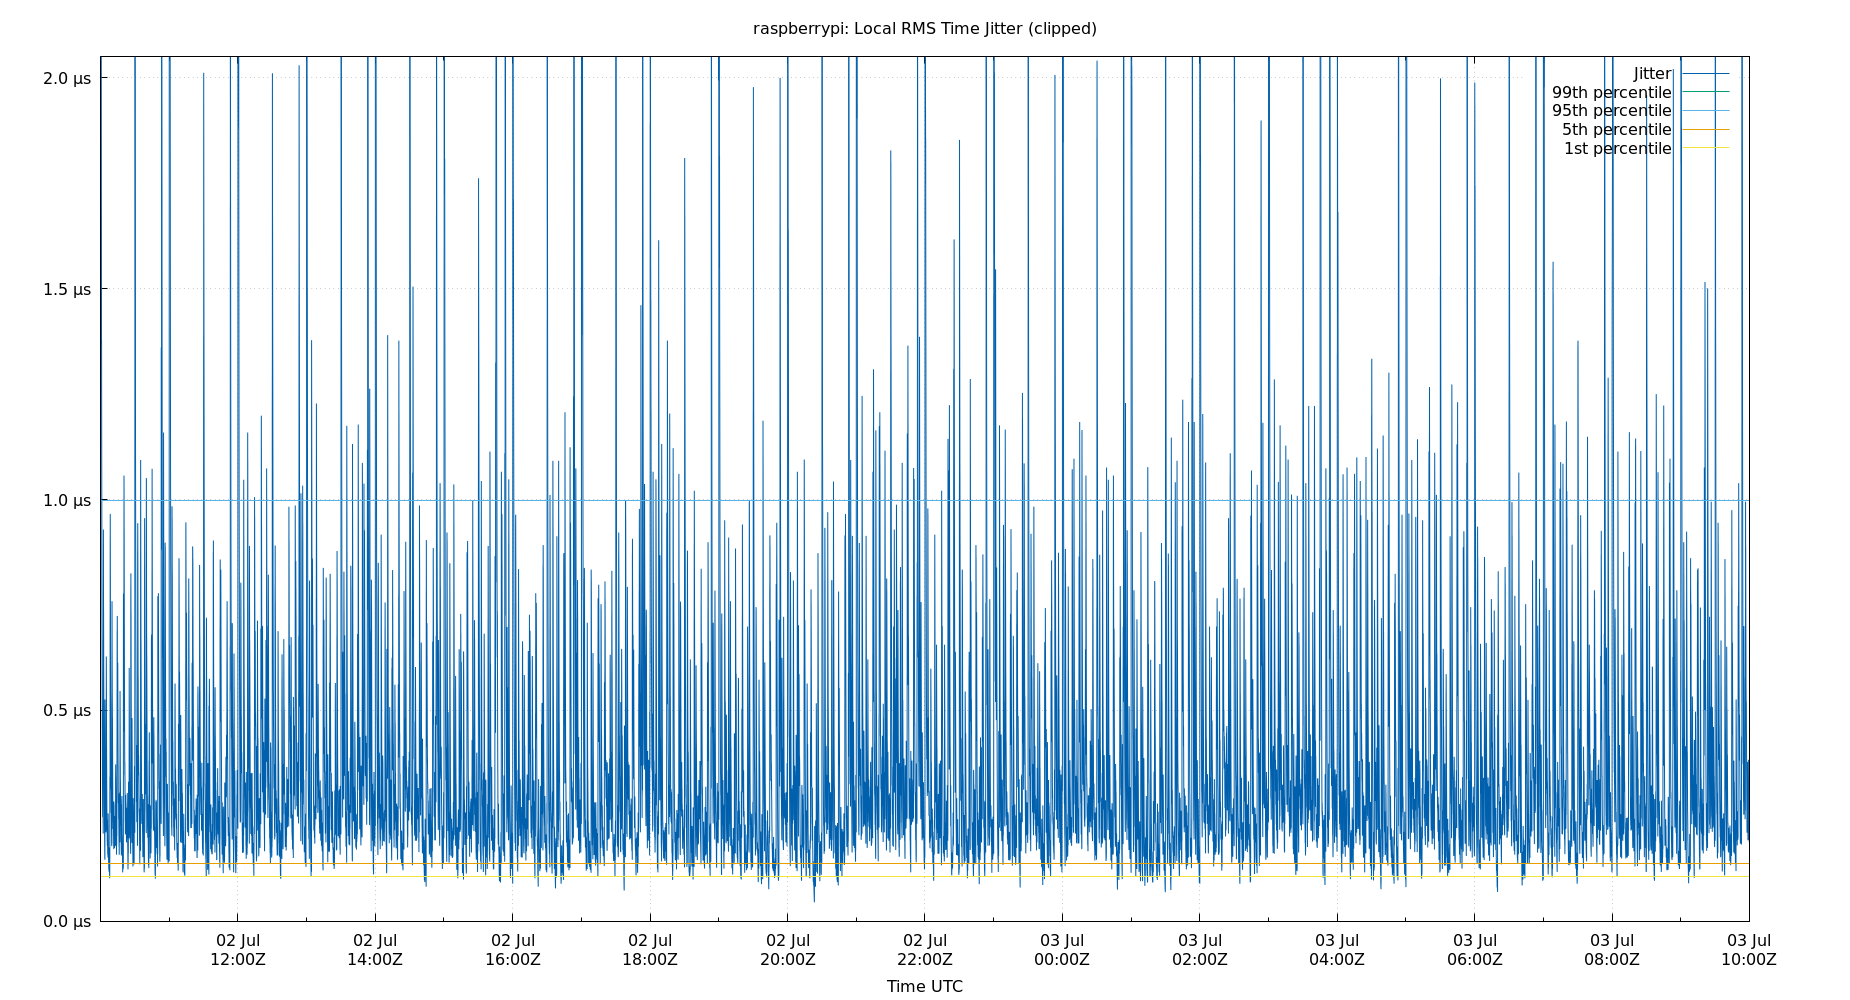 raspberrypi: Local RMS Time Jitter (clipped)
2.0 μs
1.5 μs
1.0 μs
0.5 μs
0.0 μs
Jitter
99th percentile
95th percentile
5th percentile
1st percentile
02 Jul 02 Jul 02 Jul 02 Jul 02 Jul 02 Jul 03 Jul 03 Jul 03 Jul 03 Jul 03 Jul 03 Jul
12:00Z 14:00Z 16:00Z 18:00Z 20:00Z 22:00Z 00:00Z 02:00Z 04:00Z 06:00Z 08:00Z 10:00Z
Time UTC